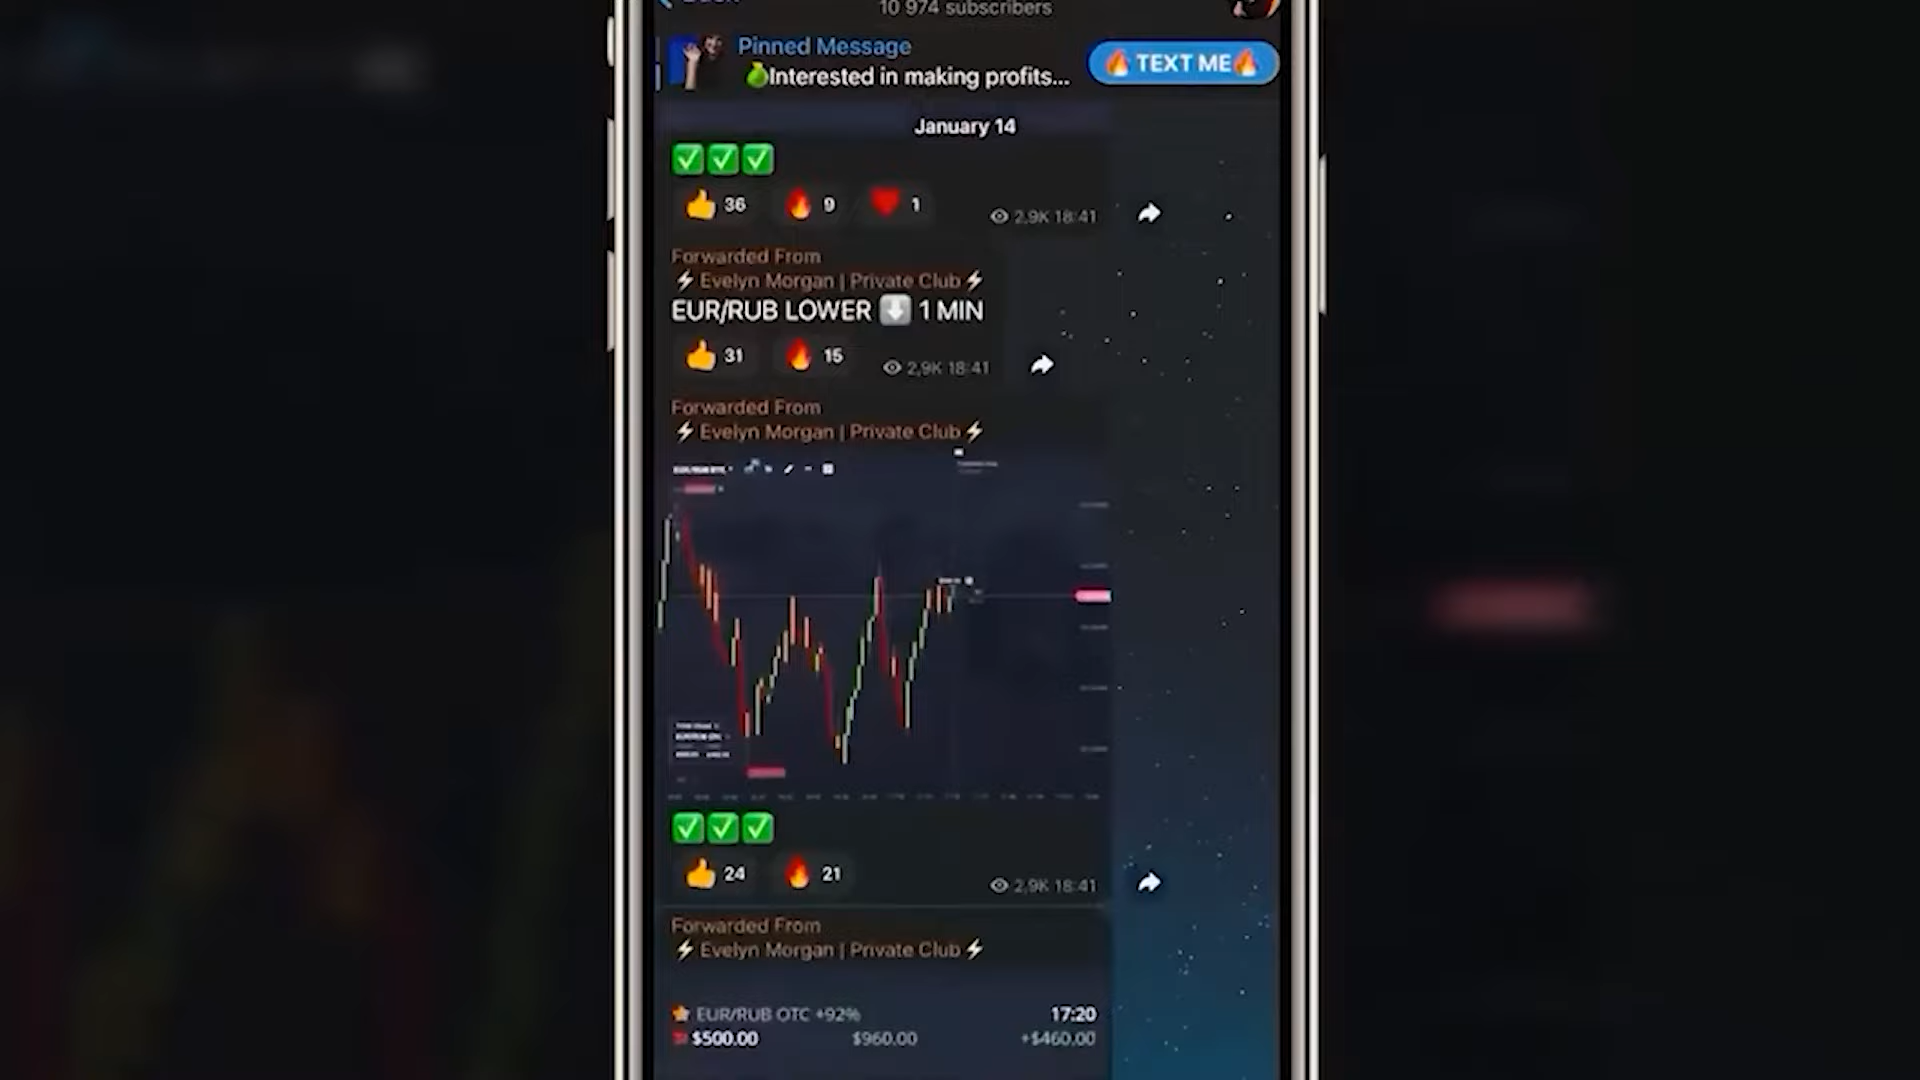 10 974 subscribers
Pinned Message
Interested in making profits...
TEXT ME
January 14
36 9 1 2,9K 18:41
Forwarded From
Evelyn Morgan | Private Club
EUR/RUB LOWER 1 MIN
31 15 2,9K 18:41
Forwarded From
Evelyn Morgan | Private Club
24 21 2,9K 18:41
Forwarded From
Evelyn Morgan | Private Club
EUR/RUB OTC +92% 17:20
$500.00 $960.00 +$460.00